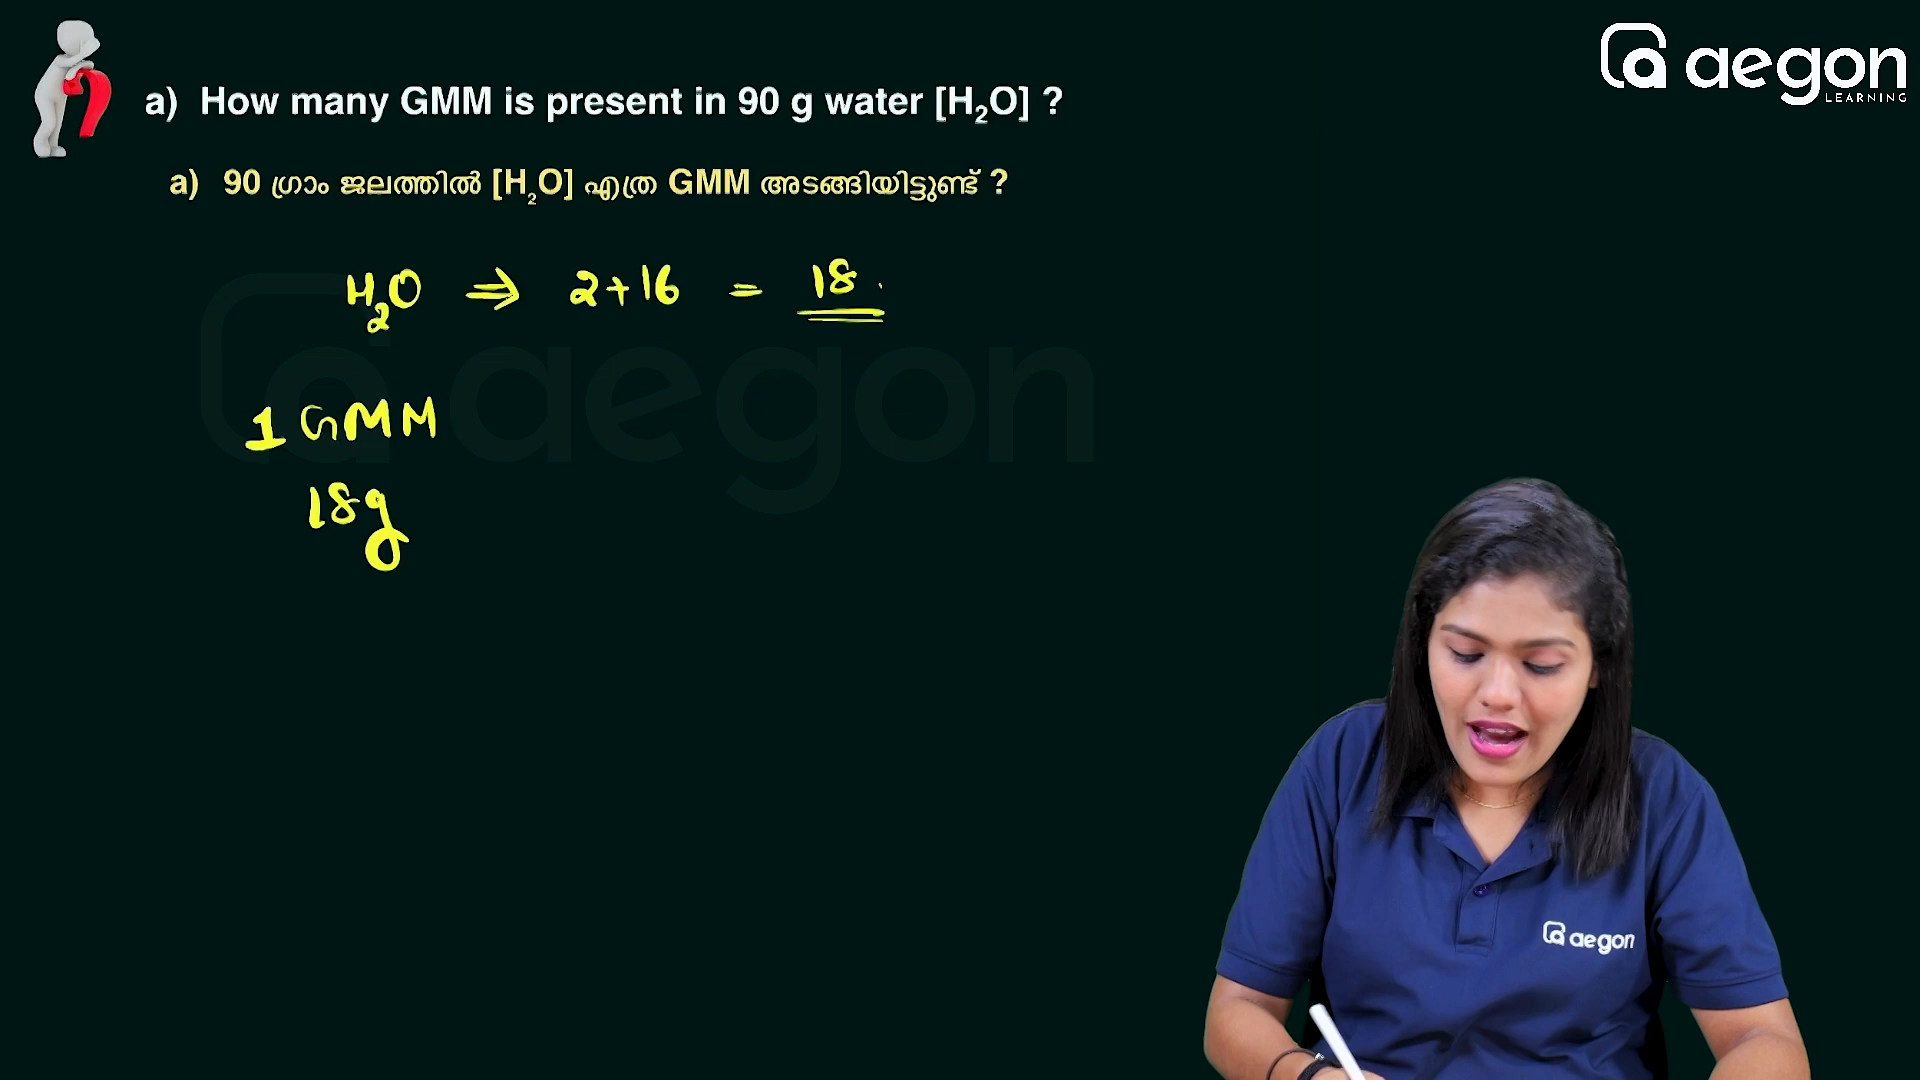 aegon
LEARNING
a) How many GMM is present in 90 g water [H₂O] ?
a) 90 ഗ്രാം ജലത്തിൽ [H₂O] എത്ര GMM അടങ്ങിയിട്ടുണ്ട് ?
H₂O ⇒ 2+16 = 18.
aegon
1 GMM
18g
aegon